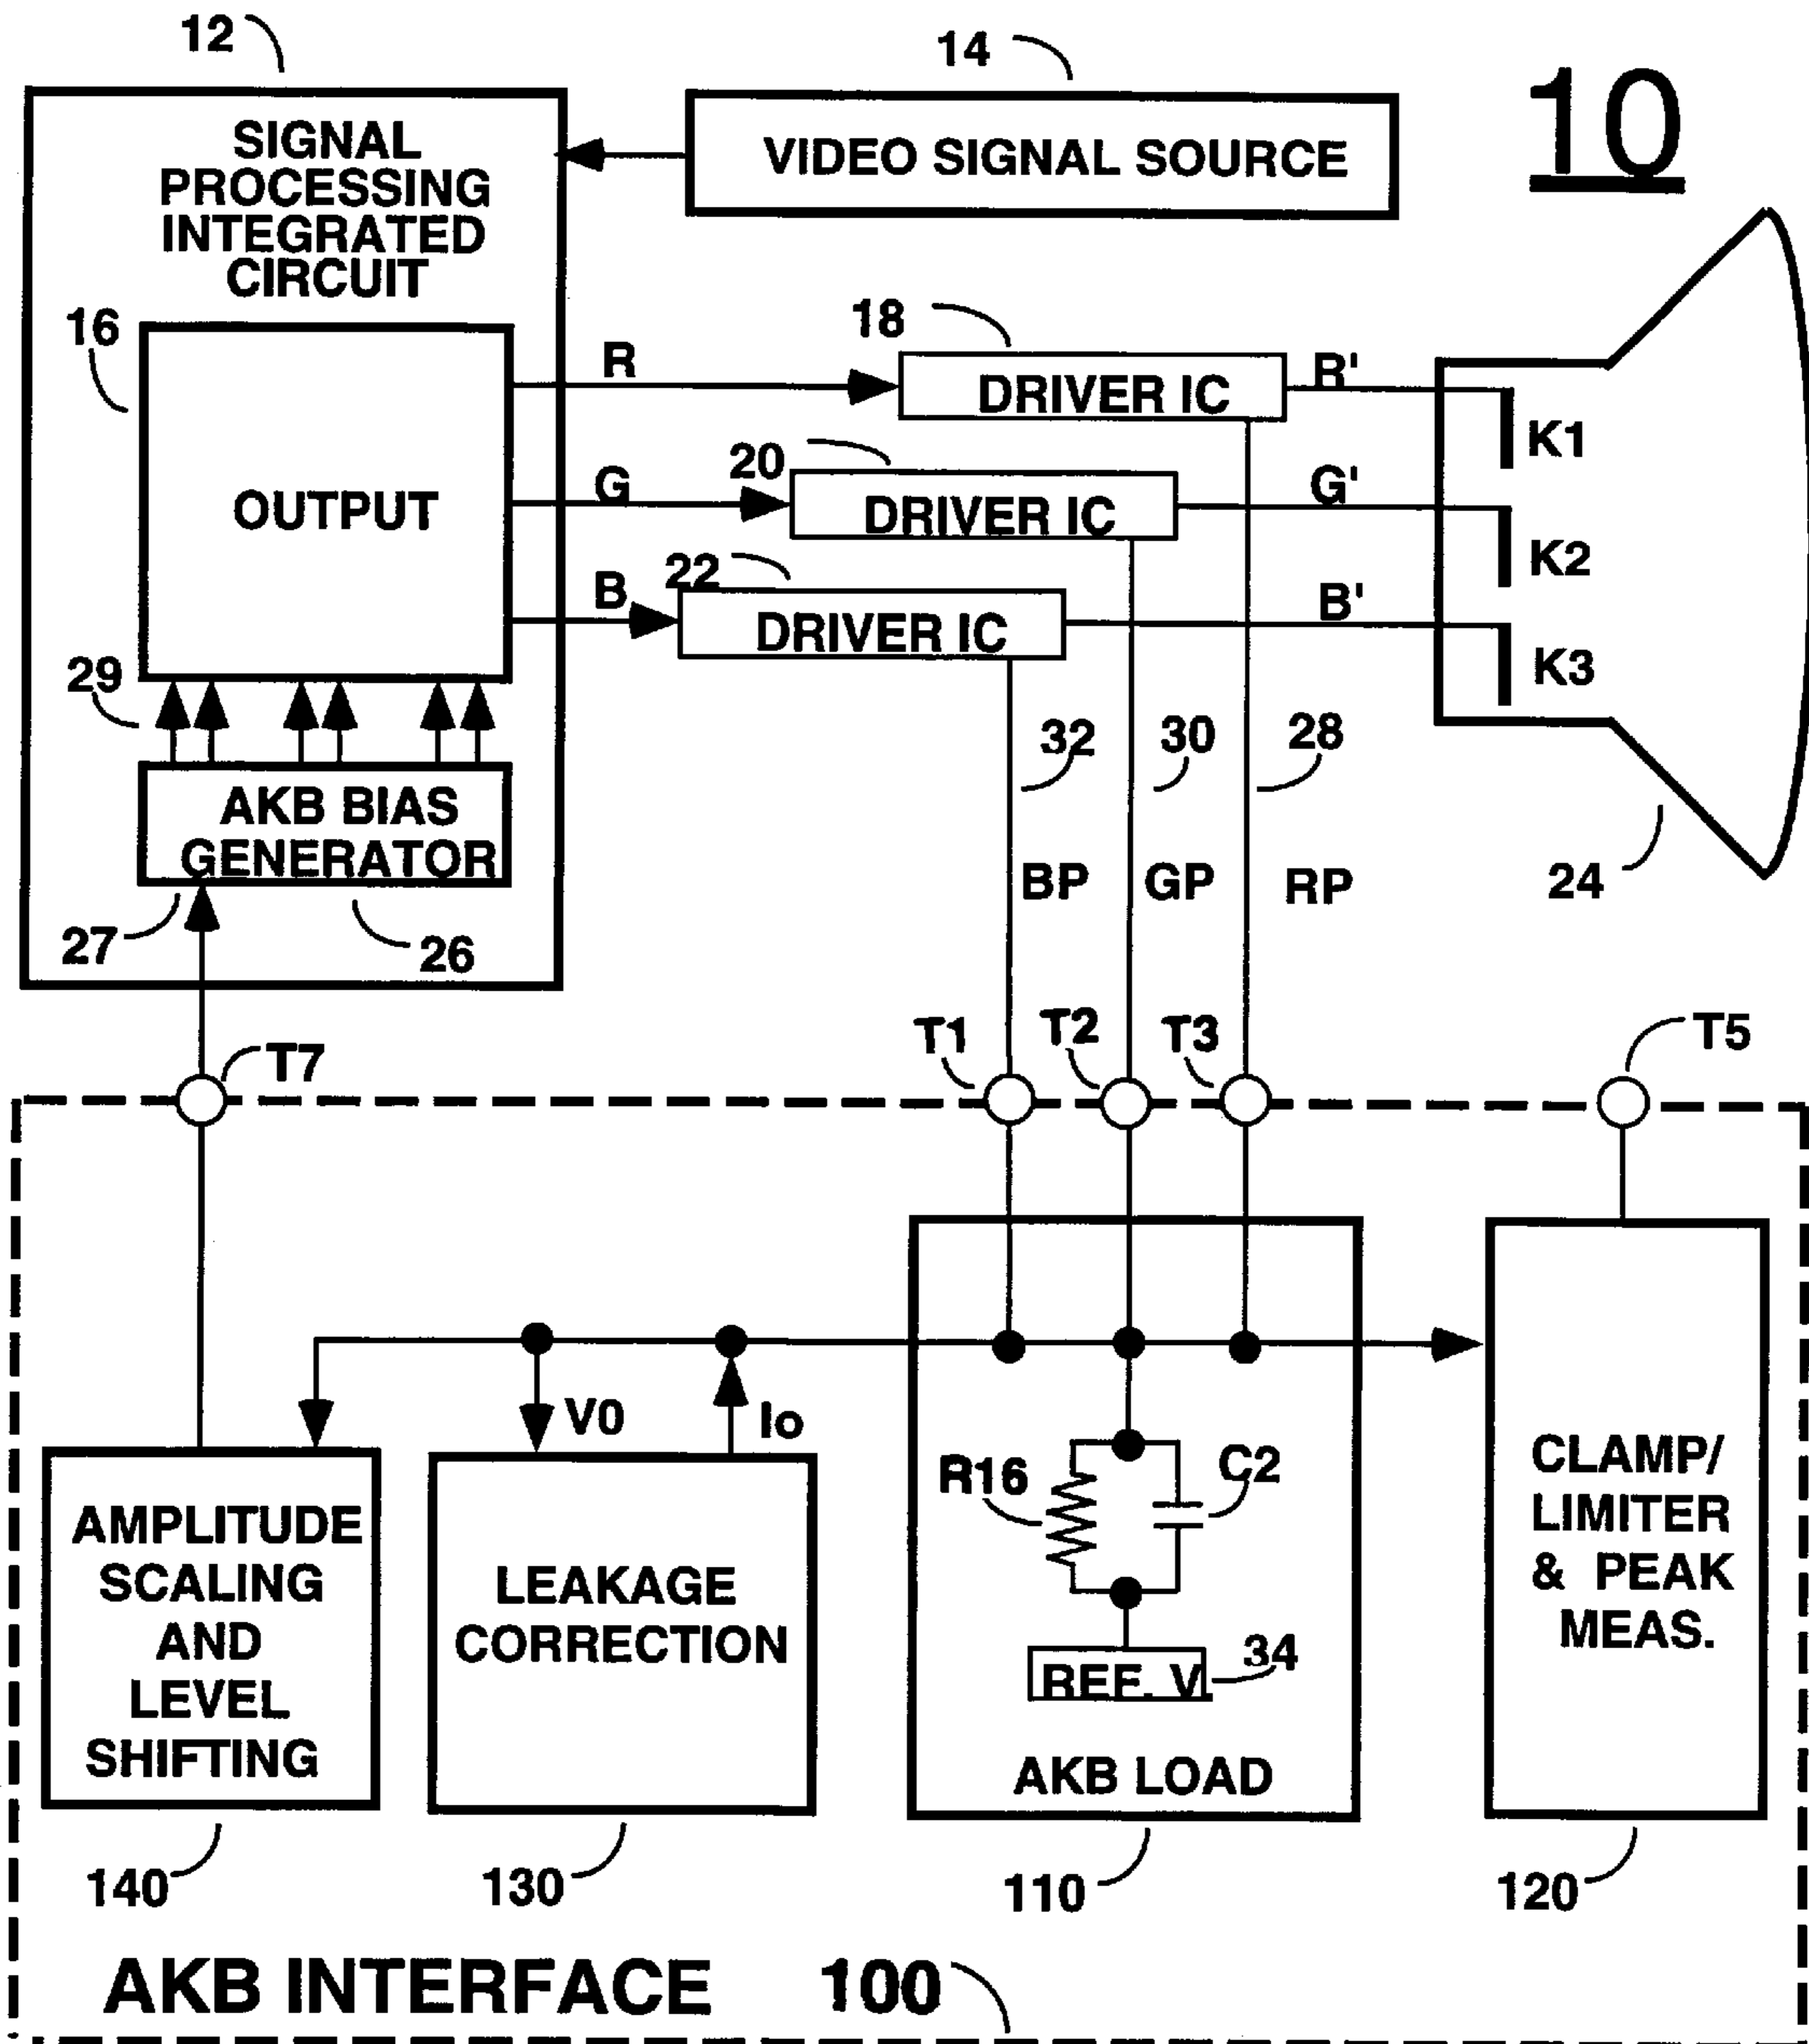 12
14
10
SIGNAL
PROCESSING
INTEGRATED
CIRCUIT
VIDEO SIGNAL SOURCE
16
18
R
DRIVER IC
R'
K1
20
G
DRIVER IC
G'
OUTPUT
K2
22
B
DRIVER IC
B'
K3
29
32
30
28
AKB BIAS
GENERATOR
BP
GP
RP
24
27
26
T7
T1
T2
T3
T5
V0
Io
R16
C2
AMPLITUDE
SCALING
AND
LEVEL
SHIFTING
LEAKAGE
CORRECTION
REF. V.
34
AKB LOAD
CLAMP/
LIMITER
& PEAK
MEAS.
140
130
110
120
AKB INTERFACE
100